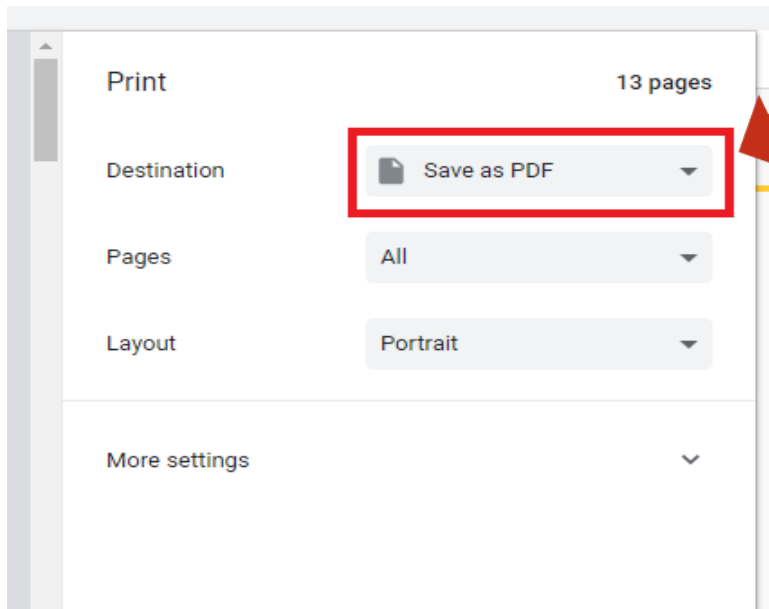 Print 13 pages
Destination Save as PDF
Pages All
Layout Portrait
More settings